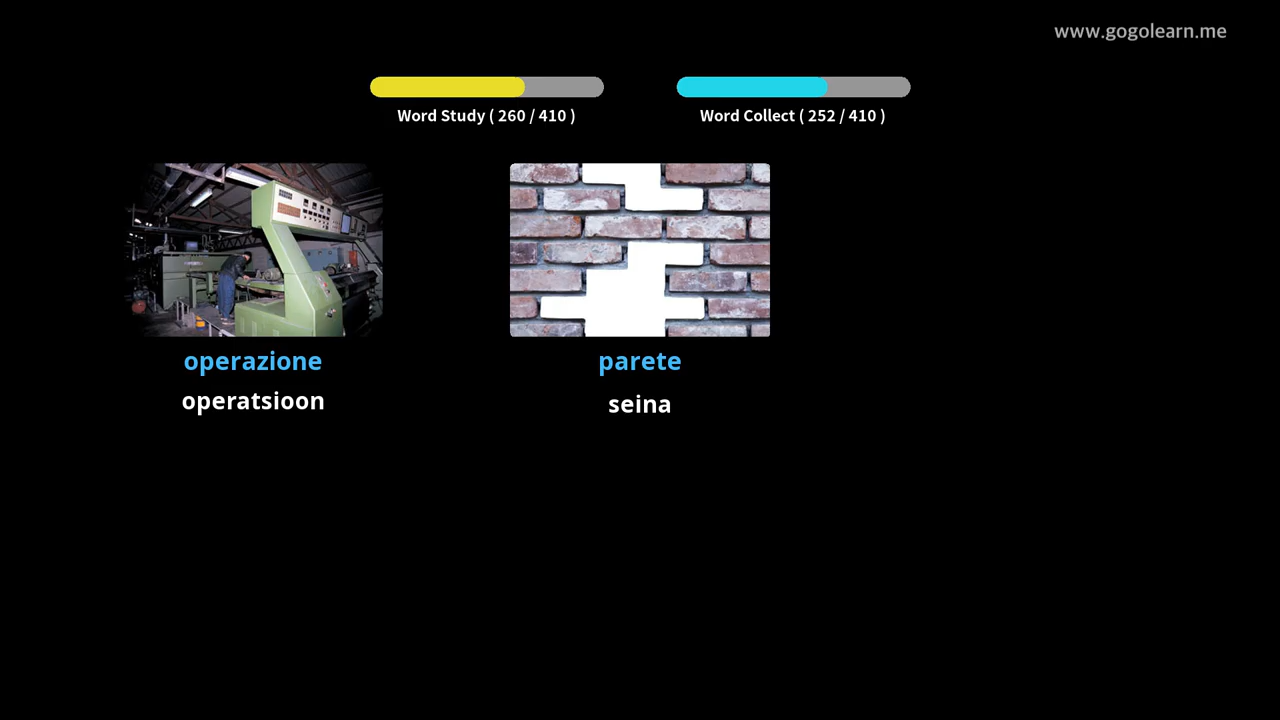 www.gogolearn.me
Word Study ( 260 / 410 )
Word Collect ( 252 / 410 )
operazione
operatsioon
parete
seina